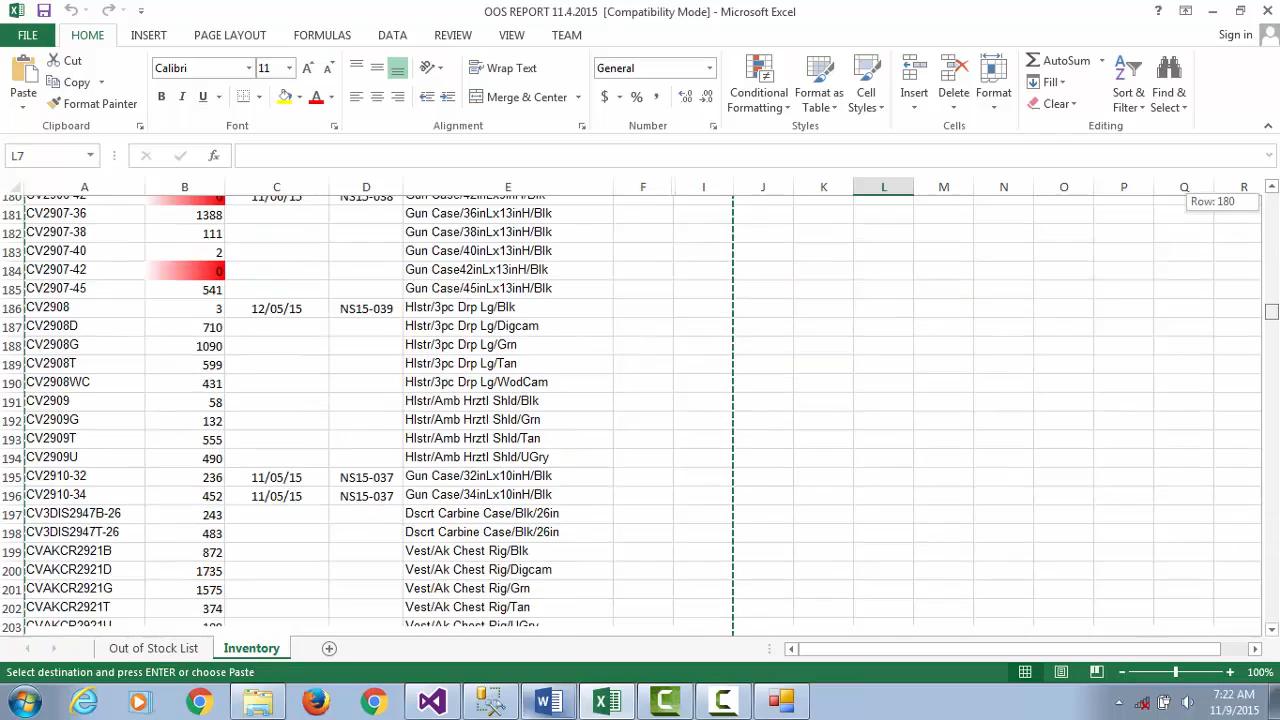 OOS REPORT 11.4.2015 [Compatibility Mode] - Microsoft Excel
FILE HOME INSERT PAGE LAYOUT FORMULAS DATA REVIEW VIEW TEAM Sign in
Cut
Copy
Format Painter
Paste
Clipboard
Calibri 11
B I U A
Font
Wrap Text
Merge & Center
Alignment
General
$ % ,
Number
Conditional Formatting
Format as Table
Cell Styles
Styles
Insert Delete Format
Cells
AutoSum
Fill
Clear
Sort & Filter
Find & Select
Editing
L7 fx
A B C D E F I J K L M N O P Q R
Row: 180
181 CV2907-36 1388 Gun Case/36inLx13inH/Blk
182 CV2907-38 111 Gun Case/38inLx13inH/Blk
183 CV2907-40 2 Gun Case/40inLx13inH/Blk
184 CV2907-42 0 Gun Case42inLx13inH/Blk
185 CV2907-45 541 Gun Case/45inLx13inH/Blk
186 CV2908 3 12/05/15 NS15-039 Hlstr/3pc Drp Lg/Blk
187 CV2908D 710 Hlstr/3pc Drp Lg/Digcam
188 CV2908G 1090 Hlstr/3pc Drp Lg/Grn
189 CV2908T 599 Hlstr/3pc Drp Lg/Tan
190 CV2908WC 431 Hlstr/3pc Drp Lg/WodCam
191 CV2909 58 Hlstr/Amb Hrztl Shld/Blk
192 CV2909G 132 Hlstr/Amb Hrztl Shld/Grn
193 CV2909T 555 Hlstr/Amb Hrztl Shld/Tan
194 CV2909U 490 Hlstr/Amb Hrztl Shld/UGry
195 CV2910-32 236 11/05/15 NS15-037 Gun Case/32inLx10inH/Blk
196 CV2910-34 452 11/05/15 NS15-037 Gun Case/34inLx10inH/Blk
197 CV3DIS2947B-26 243 Dscrt Carbine Case/Blk/26in
198 CV3DIS2947T-26 483 Dscrt Carbine Case/Blk/26in
199 CVAKCR2921B 872 Vest/Ak Chest Rig/Blk
200 CVAKCR2921D 1735 Vest/Ak Chest Rig/Digcam
201 CVAKCR2921G 1575 Vest/Ak Chest Rig/Grn
202 CVAKCR2921T 374 Vest/Ak Chest Rig/Tan
203 CVAKCR2921U Vest/Ak Chest Rig/UGry
Out of Stock List Inventory
Select destination and press ENTER or choose Paste 100%
7:22 AM
11/9/2015